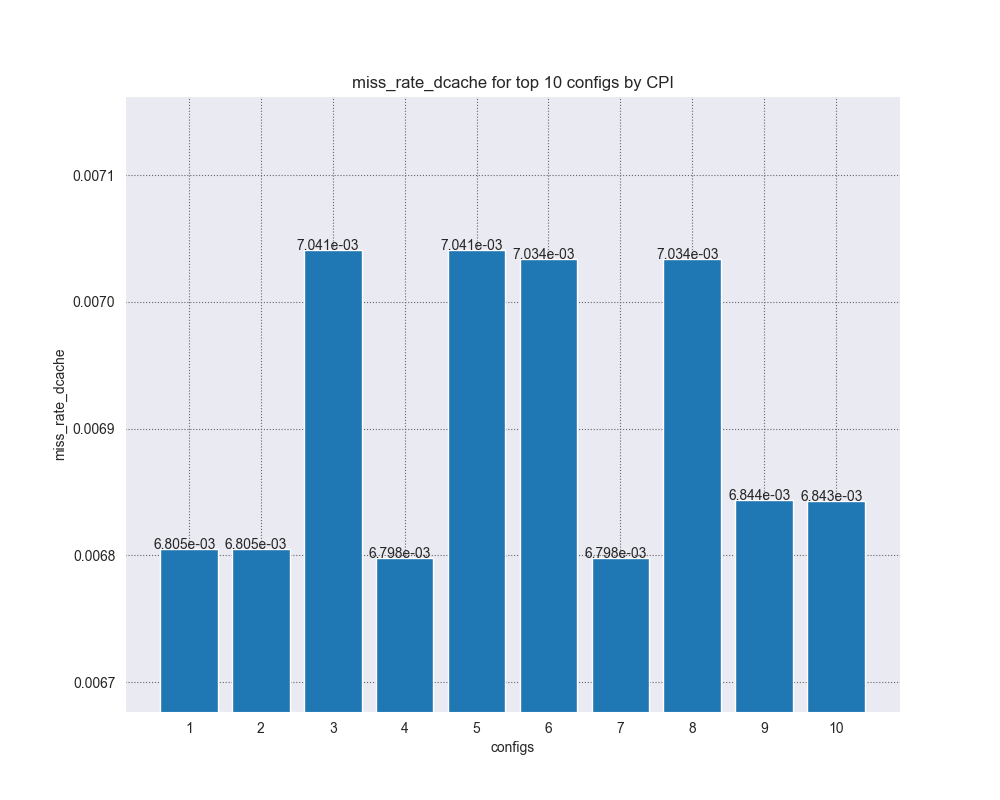 miss_rate_dcache for top 10 configs by CPI
miss_rate_dcache
0.0071
0.0070
0.0069
0.0068
0.0067
6.805e-03
6.805e-03
7.041e-03
6.798e-03
7.041e-03
7.034e-03
6.798e-03
7.034e-03
6.844e-03
6.843e-03
1 2 3 4 5 6 7 8 9 10
configs